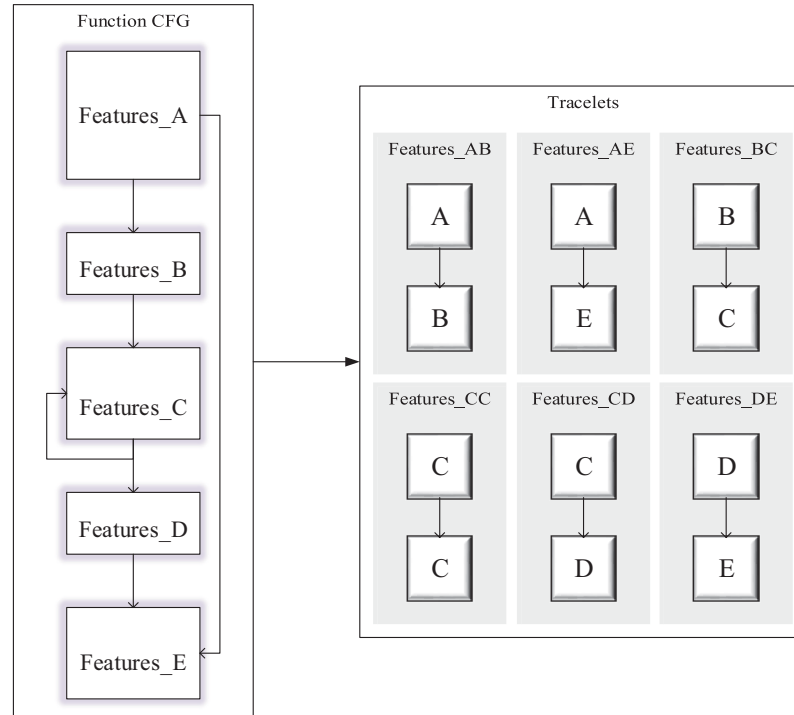 Function CFG
Features_A
Features_B
Features_C
Features_D
Features_E
Tracelets
Features_AB
Features_AE
Features_BC
A
A
B
B
E
C
Features_CC
Features_CD
Features_DE
C
C
D
C
D
E